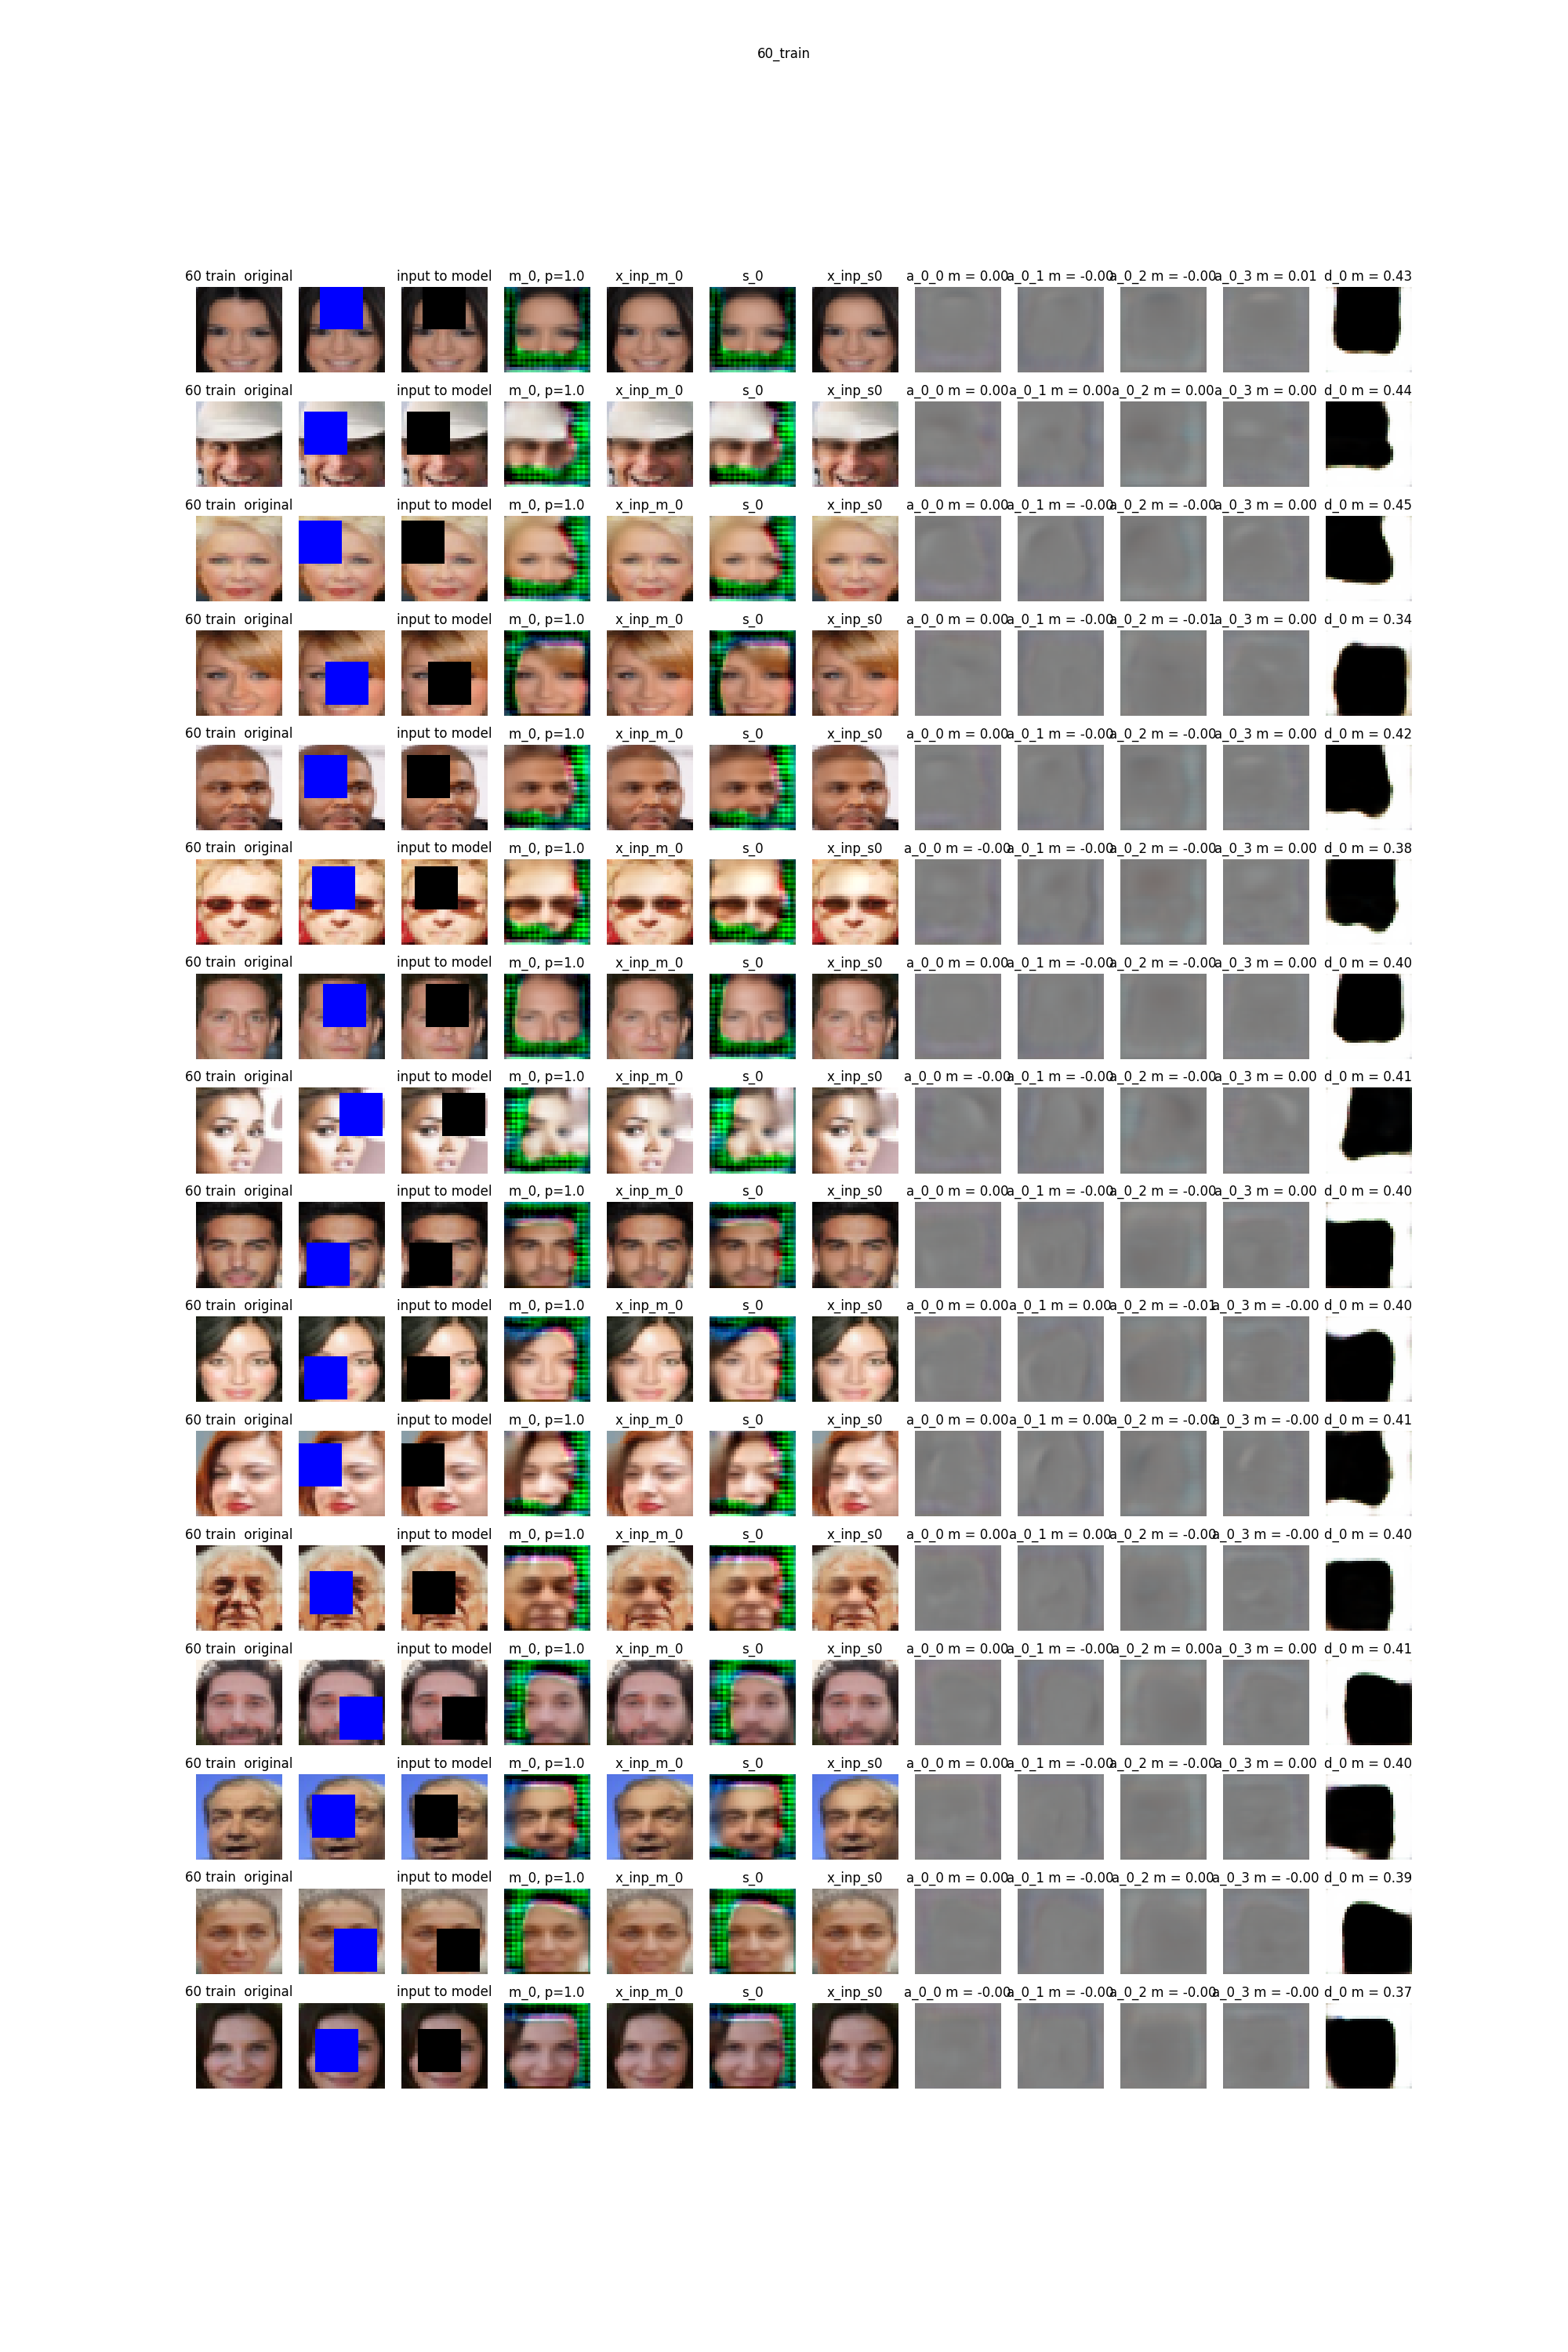 60_train
60 train  original input to model m_0, p=1.0 x_inp_m_0 s_0 x_inp_s0 a_0_0 m = 0.00 a_0_1 m = -0.00 a_0_2 m = -0.00 a_0_3 m = 0.01 d_0 m = 0.43
60 train  original input to model m_0, p=1.0 x_inp_m_0 s_0 x_inp_s0 a_0_0 m = 0.00 a_0_1 m = 0.00 a_0_2 m = 0.00 a_0_3 m = 0.00 d_0 m = 0.44
60 train  original input to model m_0, p=1.0 x_inp_m_0 s_0 x_inp_s0 a_0_0 m = 0.00 a_0_1 m = -0.00 a_0_2 m = -0.00 a_0_3 m = 0.00 d_0 m = 0.45
60 train  original input to model m_0, p=1.0 x_inp_m_0 s_0 x_inp_s0 a_0_0 m = 0.00 a_0_1 m = -0.00 a_0_2 m = -0.01 a_0_3 m = 0.00 d_0 m = 0.34
60 train  original input to model m_0, p=1.0 x_inp_m_0 s_0 x_inp_s0 a_0_0 m = 0.00 a_0_1 m = -0.00 a_0_2 m = -0.00 a_0_3 m = 0.00 d_0 m = 0.42
60 train  original input to model m_0, p=1.0 x_inp_m_0 s_0 x_inp_s0 a_0_0 m = -0.00 a_0_1 m = -0.00 a_0_2 m = -0.00 a_0_3 m = 0.00 d_0 m = 0.38
60 train  original input to model m_0, p=1.0 x_inp_m_0 s_0 x_inp_s0 a_0_0 m = 0.00 a_0_1 m = -0.00 a_0_2 m = -0.00 a_0_3 m = 0.00 d_0 m = 0.40
60 train  original input to model m_0, p=1.0 x_inp_m_0 s_0 x_inp_s0 a_0_0 m = -0.00 a_0_1 m = -0.00 a_0_2 m = -0.00 a_0_3 m = 0.00 d_0 m = 0.41
60 train  original input to model m_0, p=1.0 x_inp_m_0 s_0 x_inp_s0 a_0_0 m = 0.00 a_0_1 m = -0.00 a_0_2 m = -0.00 a_0_3 m = 0.00 d_0 m = 0.40
60 train  original input to model m_0, p=1.0 x_inp_m_0 s_0 x_inp_s0 a_0_0 m = 0.00 a_0_1 m = 0.00 a_0_2 m = -0.01 a_0_3 m = -0.00 d_0 m = 0.40
60 train  original input to model m_0, p=1.0 x_inp_m_0 s_0 x_inp_s0 a_0_0 m = 0.00 a_0_1 m = 0.00 a_0_2 m = -0.00 a_0_3 m = -0.00 d_0 m = 0.41
60 train  original input to model m_0, p=1.0 x_inp_m_0 s_0 x_inp_s0 a_0_0 m = 0.00 a_0_1 m = 0.00 a_0_2 m = -0.00 a_0_3 m = -0.00 d_0 m = 0.40
60 train  original input to model m_0, p=1.0 x_inp_m_0 s_0 x_inp_s0 a_0_0 m = 0.00 a_0_1 m = -0.00 a_0_2 m = 0.00 a_0_3 m = 0.00 d_0 m = 0.41
60 train  original input to model m_0, p=1.0 x_inp_m_0 s_0 x_inp_s0 a_0_0 m = 0.00 a_0_1 m = -0.00 a_0_2 m = -0.00 a_0_3 m = 0.00 d_0 m = 0.40
60 train  original input to model m_0, p=1.0 x_inp_m_0 s_0 x_inp_s0 a_0_0 m = 0.00 a_0_1 m = -0.00 a_0_2 m = 0.00 a_0_3 m = -0.00 d_0 m = 0.39
60 train  original input to model m_0, p=1.0 x_inp_m_0 s_0 x_inp_s0 a_0_0 m = -0.00 a_0_1 m = -0.00 a_0_2 m = -0.00 a_0_3 m = -0.00 d_0 m = 0.37